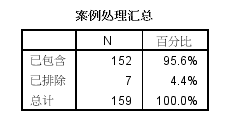 案例处理汇总
N 百分比
已包含 152 95.6%
已排除 7 4.4%
总计 159 100.0%